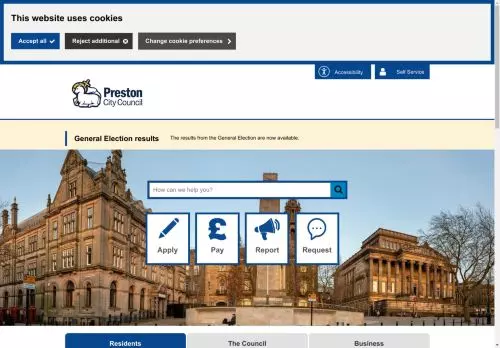 This website uses cookies
Accept all
Reject additional
Change cookie preferences
Accessibility
Self Service
Preston
City Council
General Election results
The results from the General Election are now available.
How can we help you?
Apply
Pay
Report
Request
Residents
The Council
Business